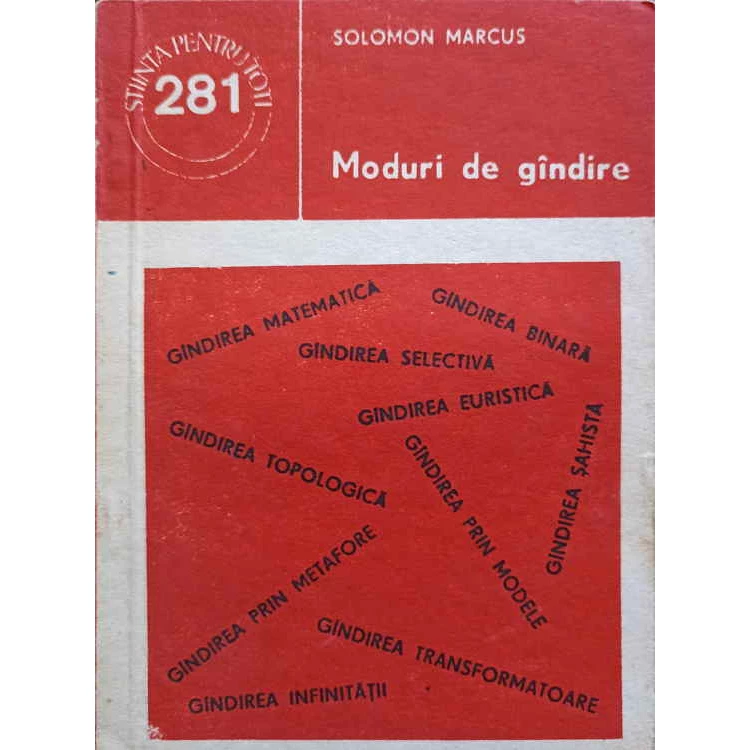 ȘTIINȚA PENTRU TOȚI
281
SOLOMON MARCUS
Moduri de gîndire
GÎNDIREA MATEMATICĂ
GÎNDIREA BINARĂ
GÎNDIREA SELECTIVĂ
GÎNDIREA EURISTICĂ
GÎNDIREA TOPOLOGICĂ
GÎNDIREA PRIN MODELE
GÎNDIREA ȘAHISTĂ
GÎNDIREA PRIN METAFORE
GÎNDIREA TRANSFORMATOARE
GÎNDIREA INFINITĂȚII